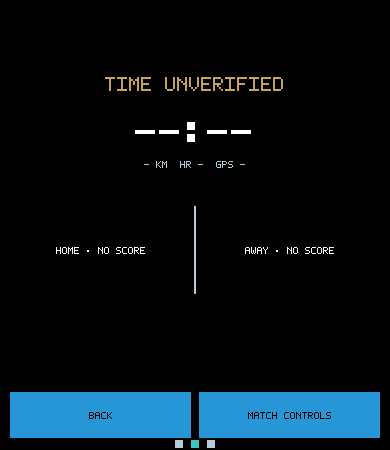 TIME UNVERIFIED
--:--
- KM  HR -  GPS -
HOME · NO SCORE
AWAY · NO SCORE
BACK
MATCH CONTROLS